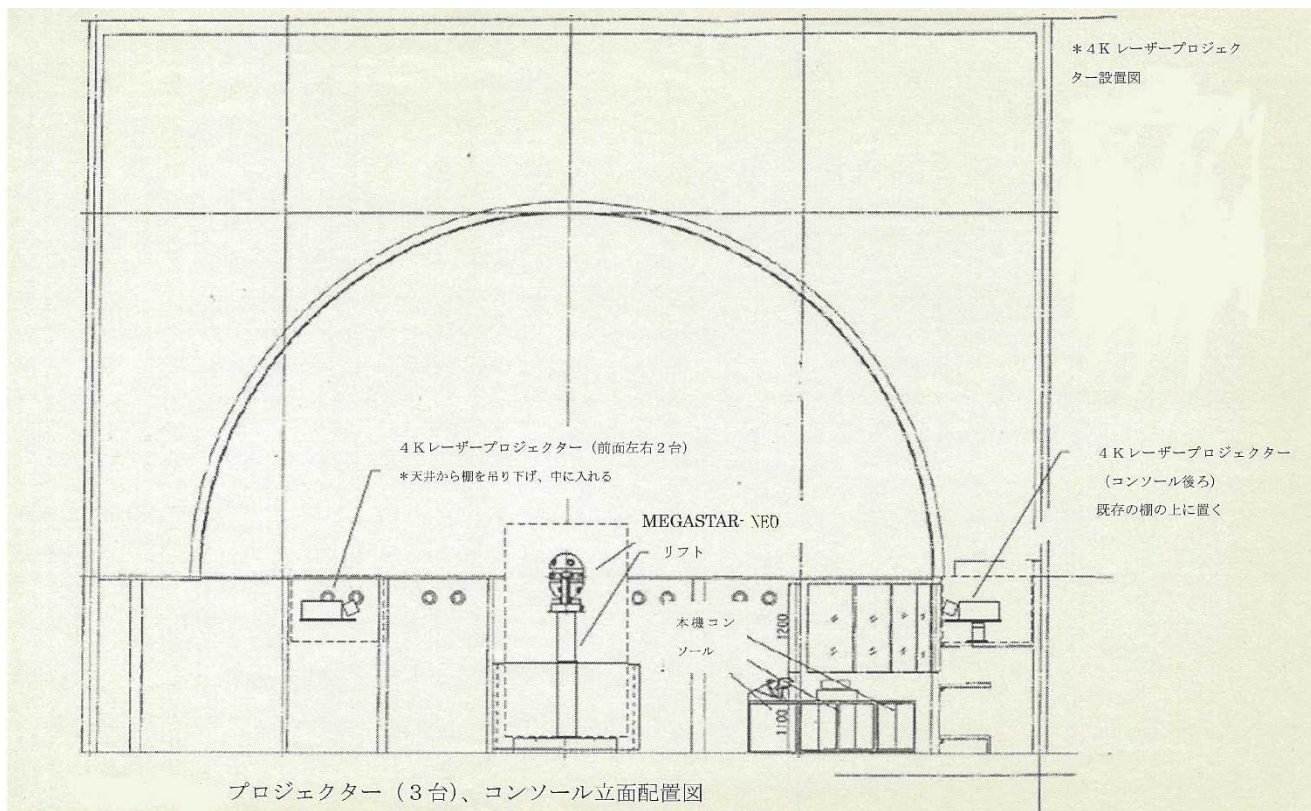 ＊４Ｋレーザープロジェク
ター設置図
４Ｋレーザープロジェクター（前面左右２台）
＊天井から棚を吊り下げ、中に入れる
４Ｋレーザープロジェクター
（コンソール後ろ）
既存の棚の上に置く
MEGASTAR- NEO
リフト
本機コン
ソール
1200
1100
プロジェクター（３台）、コンソール立面配置図